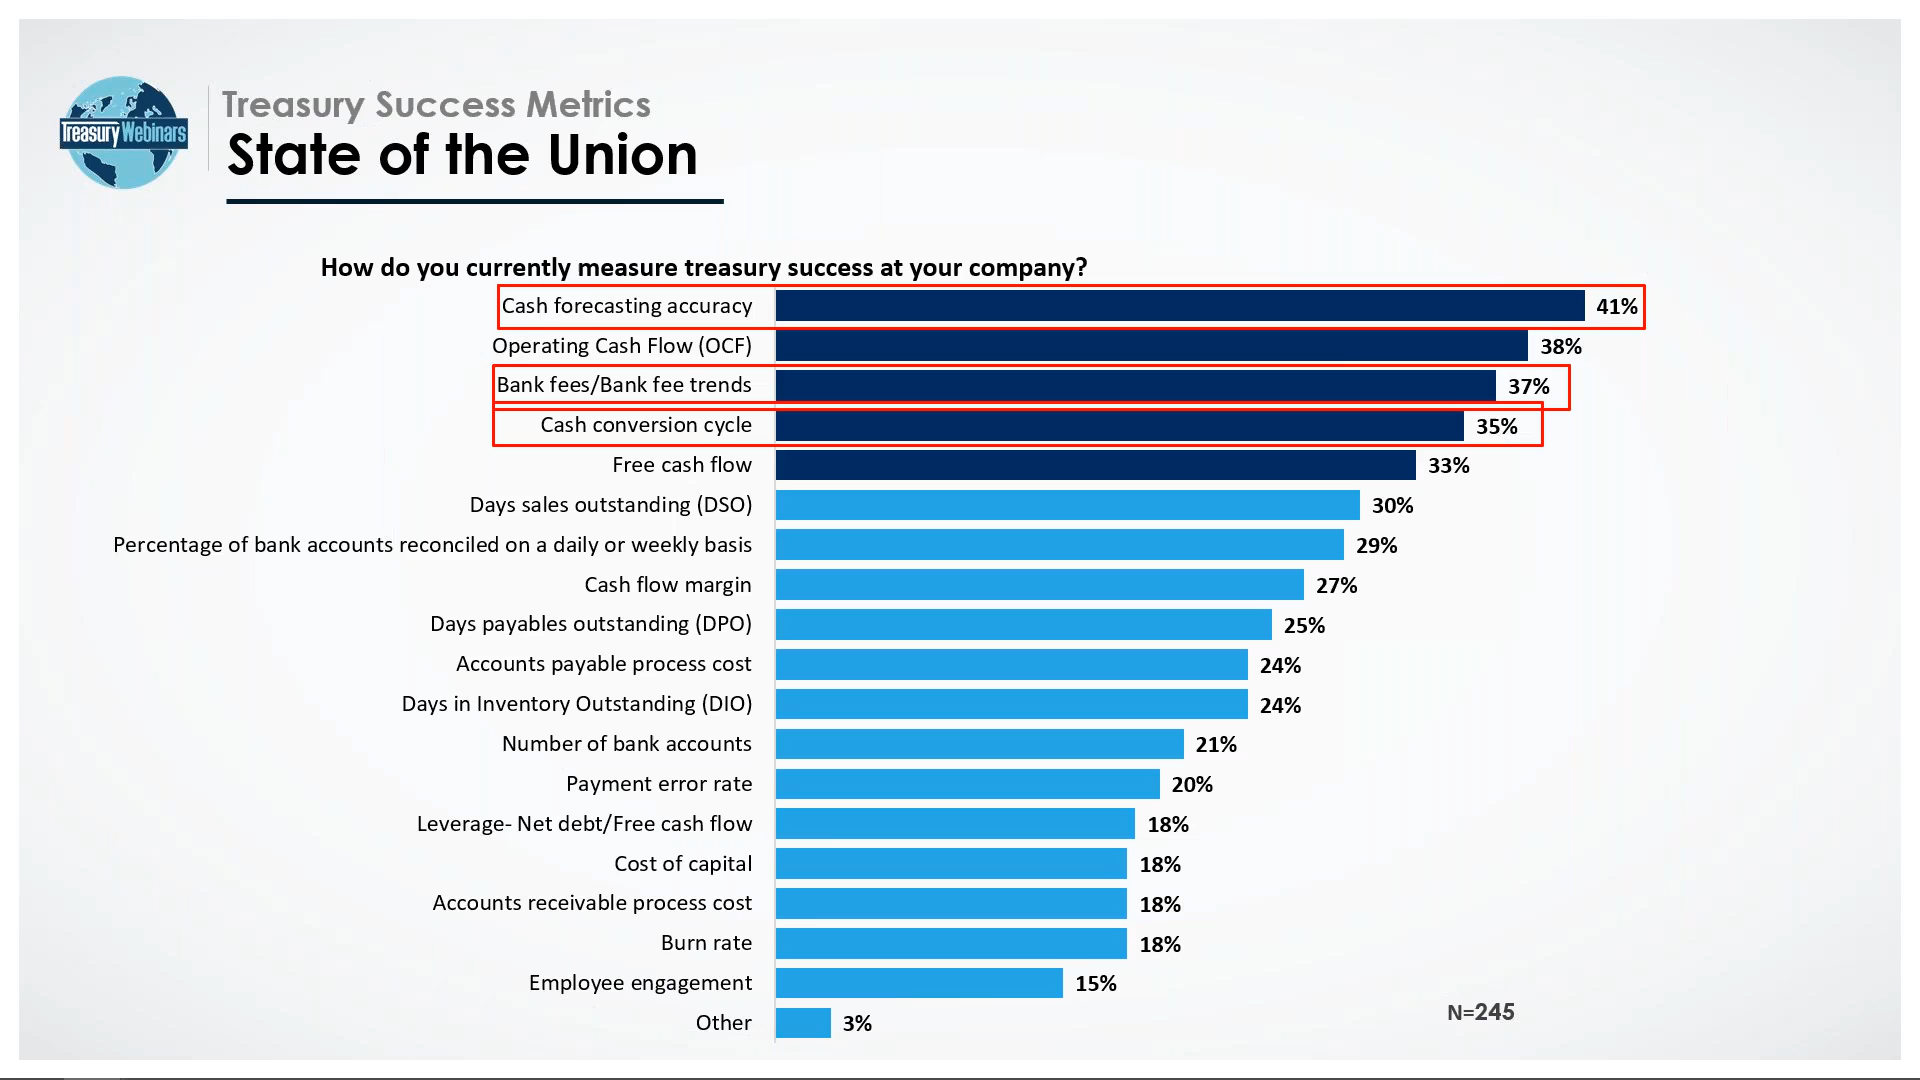 Treasury Webinars
Treasury Success Metrics
State of the Union
How do you currently measure treasury success at your company?
Cash forecasting accuracy 41%
Operating Cash Flow (OCF) 38%
Bank fees/Bank fee trends 37%
Cash conversion cycle 35%
Free cash flow 33%
Days sales outstanding (DSO) 30%
Percentage of bank accounts reconciled on a daily or weekly basis 29%
Cash flow margin 27%
Days payables outstanding (DPO) 25%
Accounts payable process cost 24%
Days in Inventory Outstanding (DIO) 24%
Number of bank accounts 21%
Payment error rate 20%
Leverage- Net debt/Free cash flow 18%
Cost of capital 18%
Accounts receivable process cost 18%
Burn rate 18%
Employee engagement 15%
Other 3%
N=245